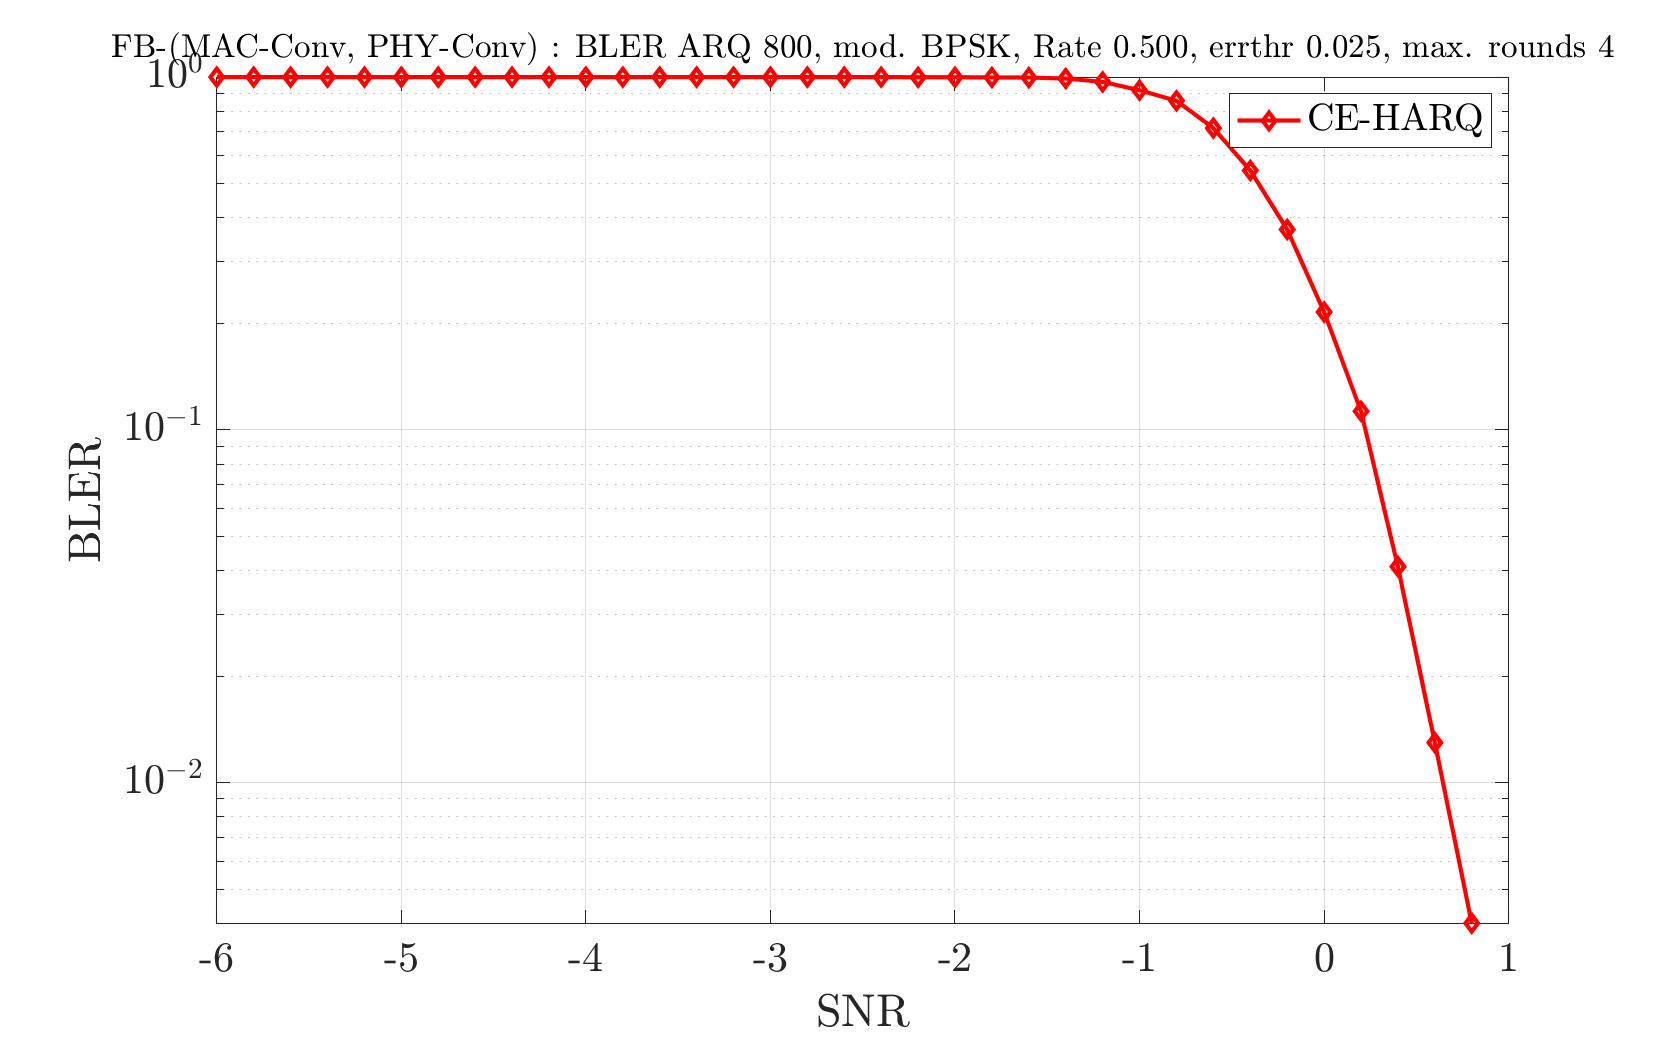 FB-(MAC-Conv, PHY-Conv) : BLER ARQ 800, mod. BPSK, Rate 0.500, errthr 0.025, max. rounds 4
10^0
CE-HARQ
10^{-1}
BLER
10^{-2}
-6 -5 -4 -3 -2 -1 0 1
SNR